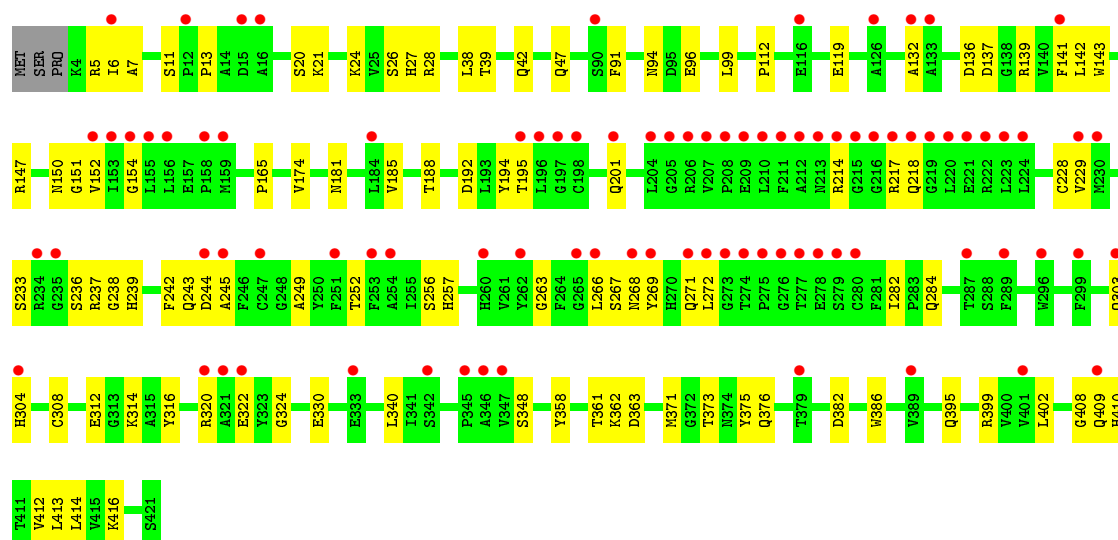 MET SER PRO K4 R5 I6 A7 S11 P12 P13 A14 D15 A16 S20 K21 K24 V25 S26 H27 R28 L38 T39 Q42 Q47 S90 F91 N94 D95 E96 L99 P112 E116 E119 A126 A132 A133 D136 D137 G138 R139 V140 F141 L142 W143
R147 N150 G151 V152 I153 G154 L155 L156 E157 P158 M159 P165 V174 N181 L184 V185 T188 D192 L193 Y194 T195 L196 G197 C198 Q201 L204 G205 R206 V207 P208 E209 L210 F211 A212 N213 R214 G215 G216 R217 Q218 G219 L220 E221 R222 L223 L224 C228 V229 M230
S233 R234 G235 S236 R237 G238 H239 F242 Q243 D244 A245 F246 C247 G248 A249 Y250 F251 T252 F253 A254 I255 S256 H257 H260 V261 Y262 G263 F264 G265 L266 S267 N268 Y269 H270 Q271 L272 G273 T274 P275 G276 T277 E278 S279 C280 F281 I282 P283 Q284 T287 S288 F289 W296 F299 Q303
H304 C308 E312 G313 K314 A315 Y316 R320 A321 E322 Y323 G324 E330 E333 L340 I341 S342 P345 A346 V347 S348 Y358 T361 K362 D363 M371 G372 T373 N374 Y375 Q376 T379 D382 W386 V389 Q395 R399 V400 V401 L402 G408 Q409 H410
T411 V412 L413 L414 V415 K416 S421